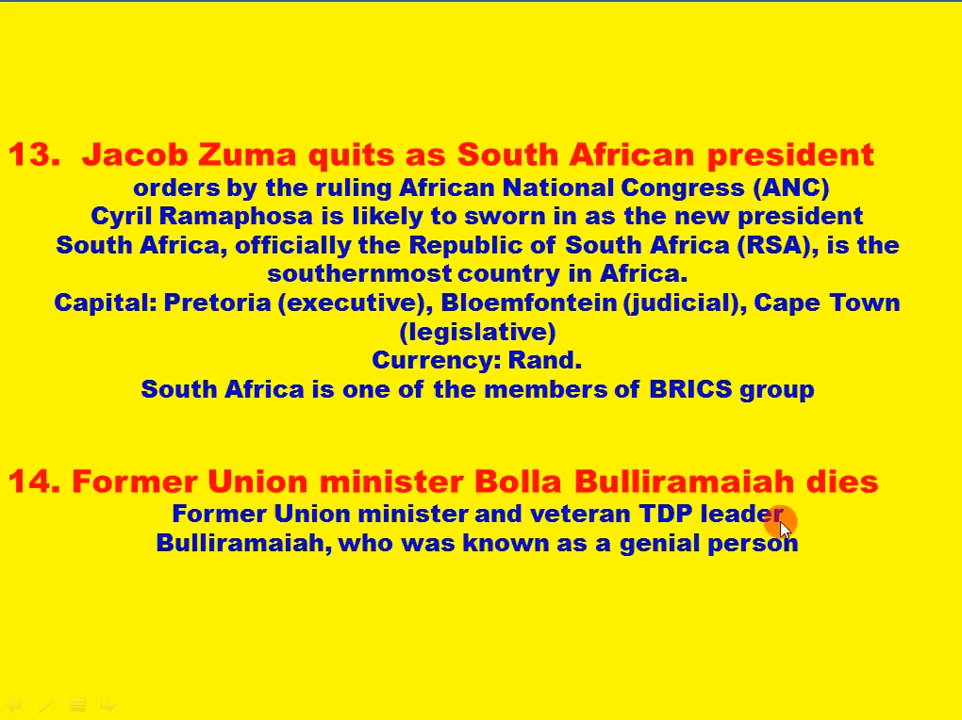 13.  Jacob Zuma quits as South African president
orders by the ruling African National Congress (ANC)
Cyril Ramaphosa is likely to sworn in as the new president
South Africa, officially the Republic of South Africa (RSA), is the
southernmost country in Africa.
Capital: Pretoria (executive), Bloemfontein (judicial), Cape Town
(legislative)
Currency: Rand.
South Africa is one of the members of BRICS group
14. Former Union minister Bolla Bulliramaiah dies
Former Union minister and veteran TDP leader
Bulliramaiah, who was known as a genial person